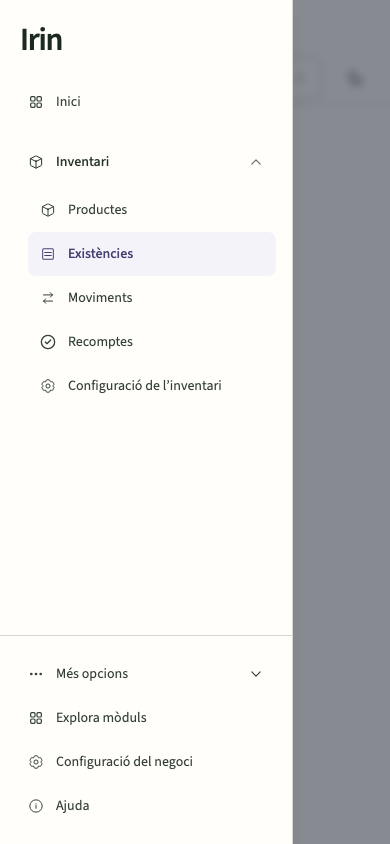 Irin
Inici
Inventari
Productes
Existències
Moviments
Recomptes
Configuració de l’inventari
Més opcions
Explora mòduls
Configuració del negoci
Ajuda